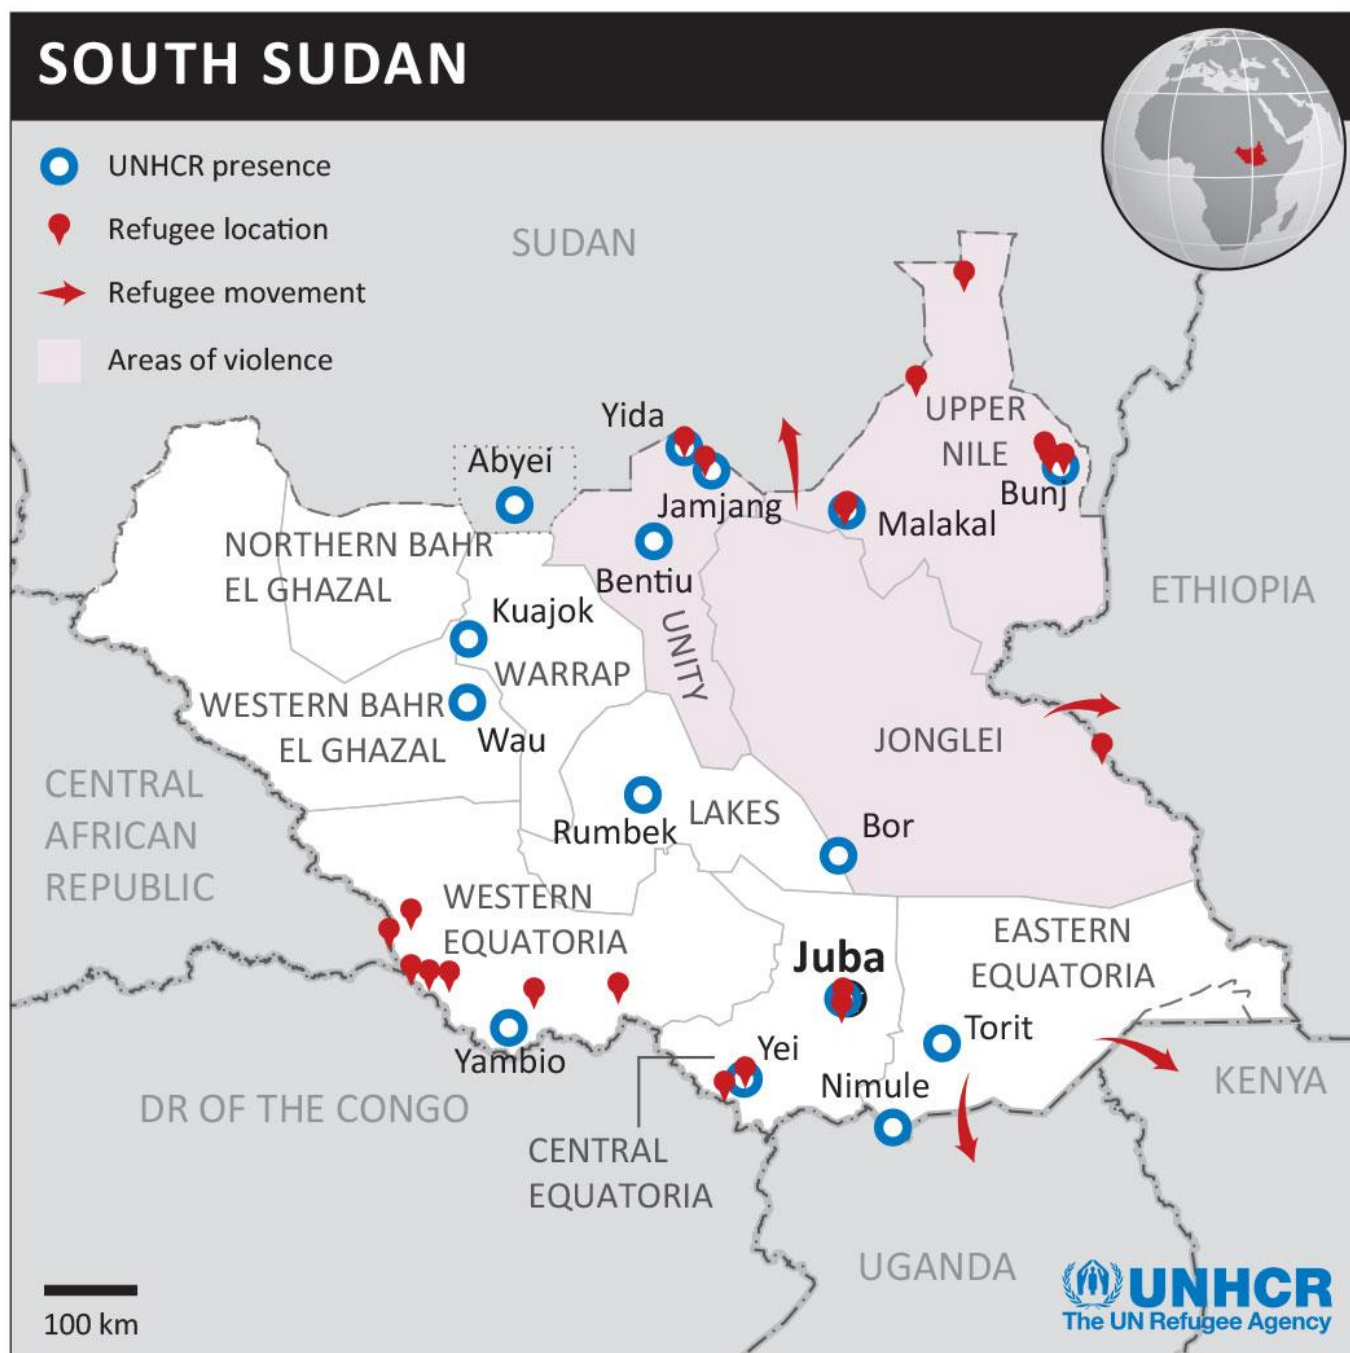 SOUTH SUDAN
UNHCR presence
Refugee location
Refugee movement
Areas of violence
SUDAN
Yida
Abyei
UPPER
NILE
Bunj
Jamjang
Malakal
NORTHERN BAHR
EL GHAZAL
Bentiu
ETHIOPIA
Kuajok
UNITY
WARRAP
WESTERN BAHR
EL GHAZAL
Wau
JONGLEI
CENTRAL
AFRICAN
REPUBLIC
LAKES
Rumbek
Bor
WESTERN
EQUATORIA
EASTERN
EQUATORIA
Juba
Torit
Yei
Yambio
Nimule
KENYA
DR OF THE CONGO
CENTRAL
EQUATORIA
UGANDA
100 km
UNHCR
The UN Refugee Agency